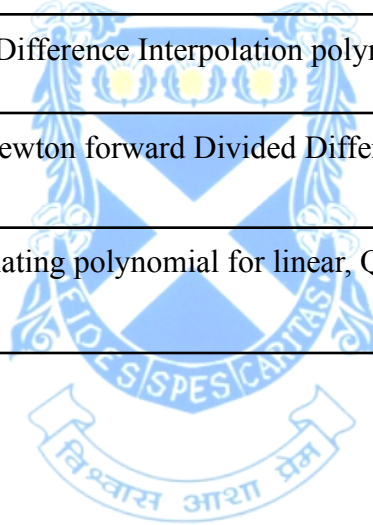 Difference Interpolation polyn
ewton forward Divided Differ
ating polynomial for linear, Q
FIDES SPES CARITAS
विश्वास आशा प्रेम